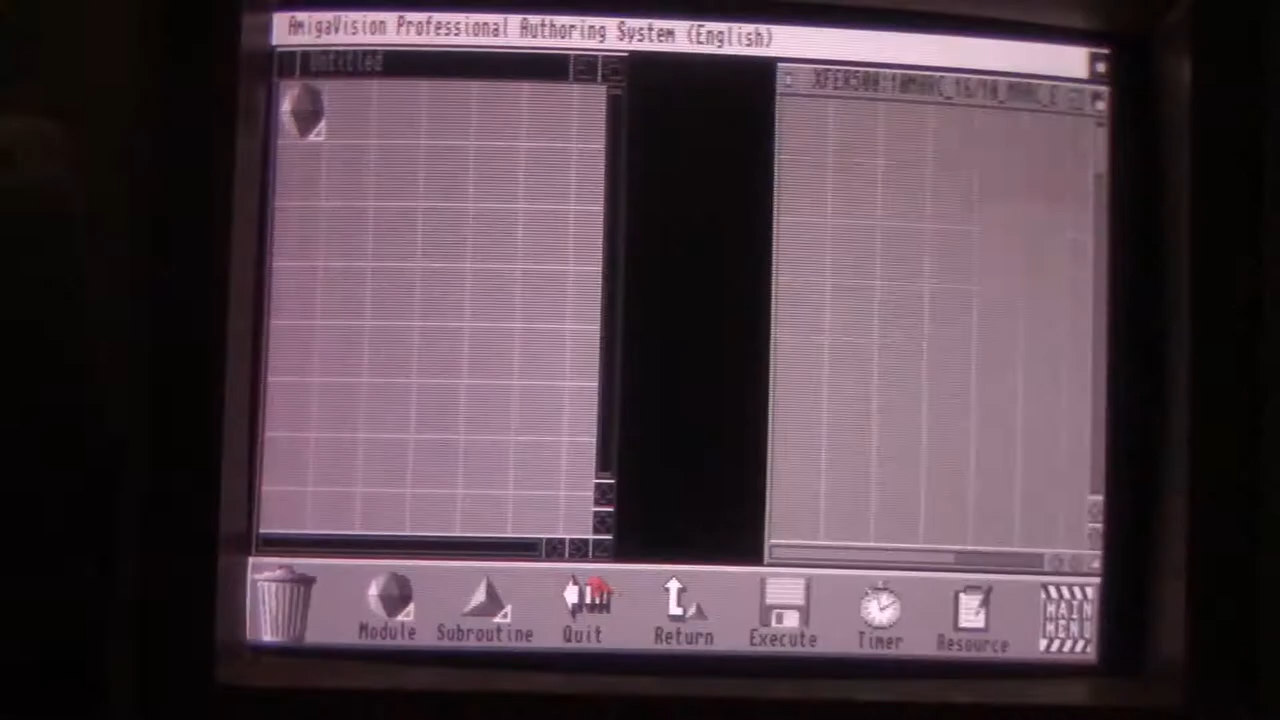 AmigaVision Professional Authoring System (English)
Untitled
Module
Subroutine
Quit
Return
Execute
Timer
Resource
MAIN
MENU